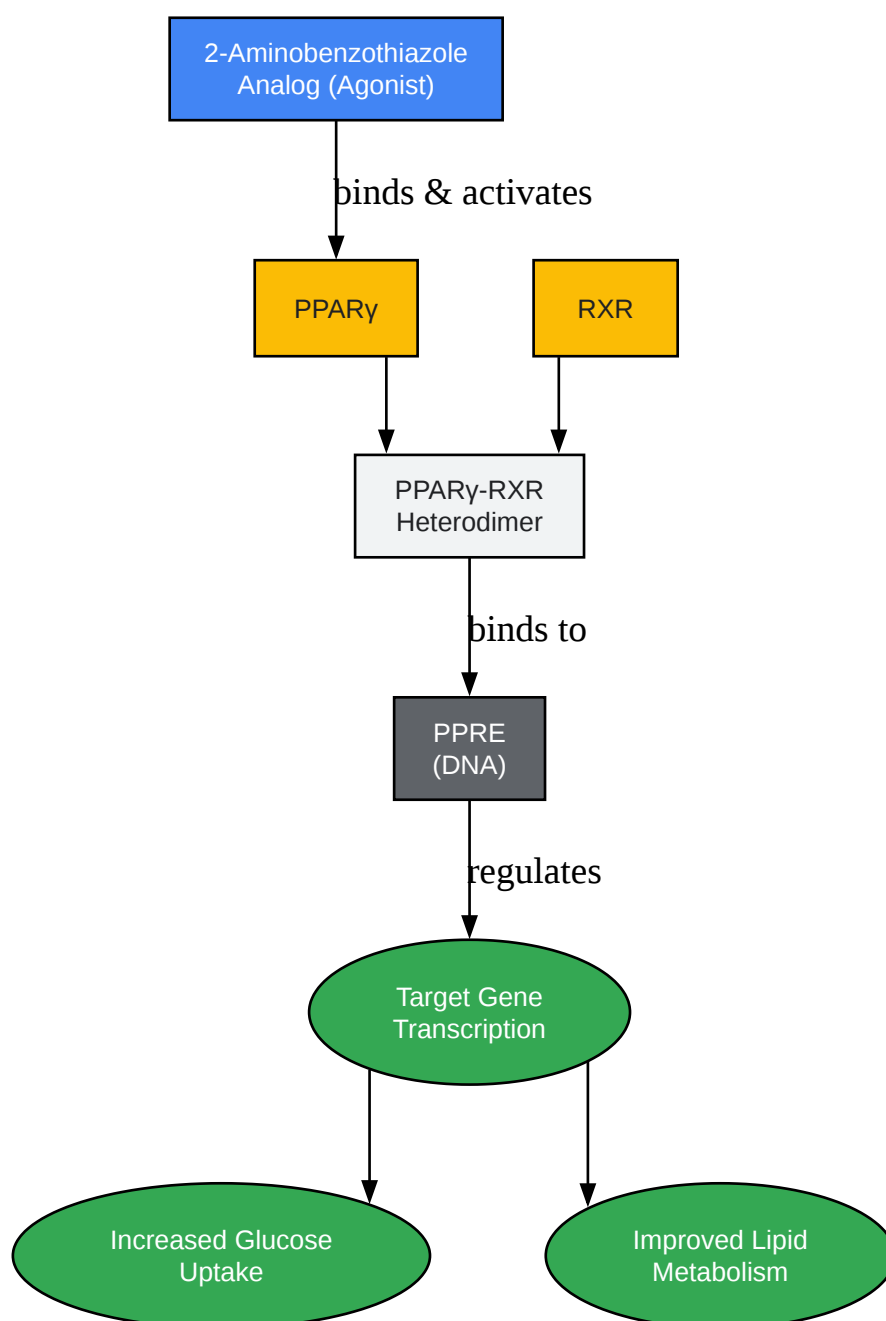 2-Aminobenzothiazole
Analog (Agonist)
binds & activates
PPARγ
RXR
PPARγ-RXR
Heterodimer
binds to
PPRE
(DNA)
regulates
Target Gene
Transcription
Increased Glucose
Uptake
Improved Lipid
Metabolism